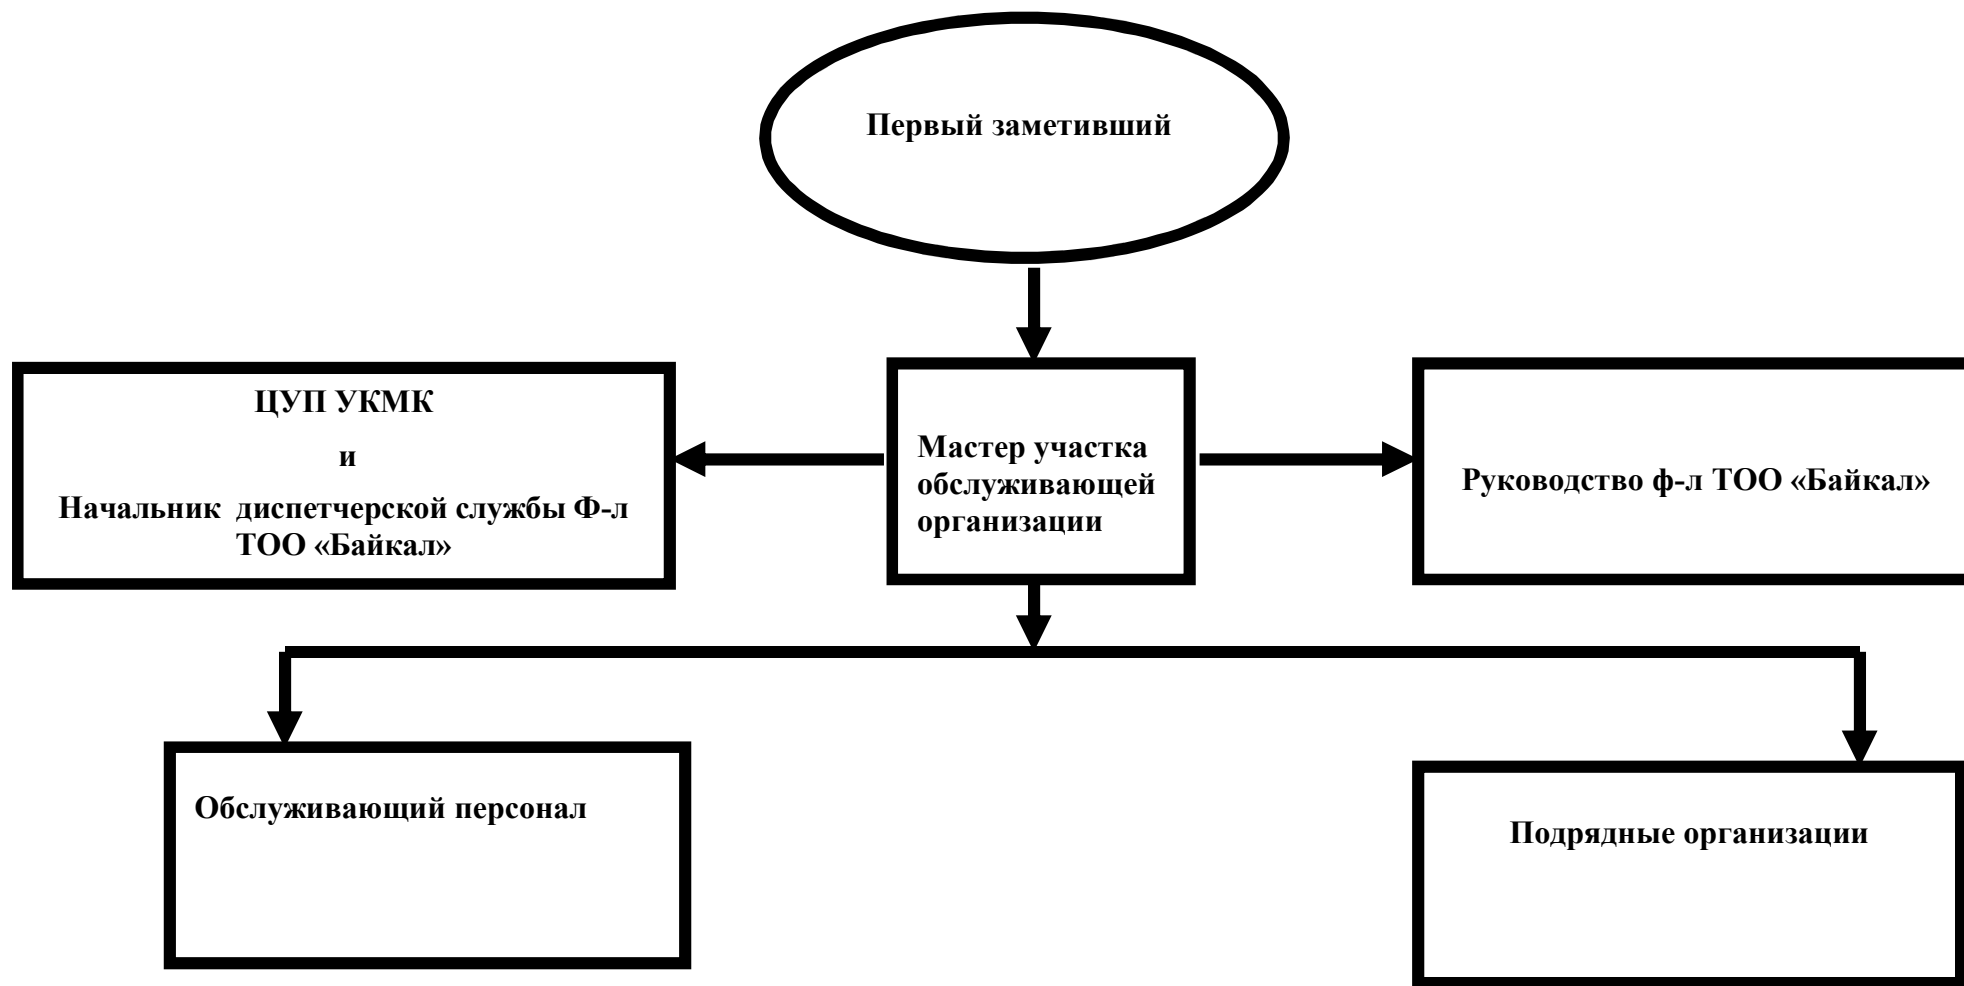 Первый заметивший
ЦУП УКМК
и
Начальник диспетчерской службы Ф-л
ТОО «Байкал»
Мастер участка
обслуживающей
организации
Руководство ф-л ТОО «Байкал»
Обслуживающий персонал
Подрядные организации